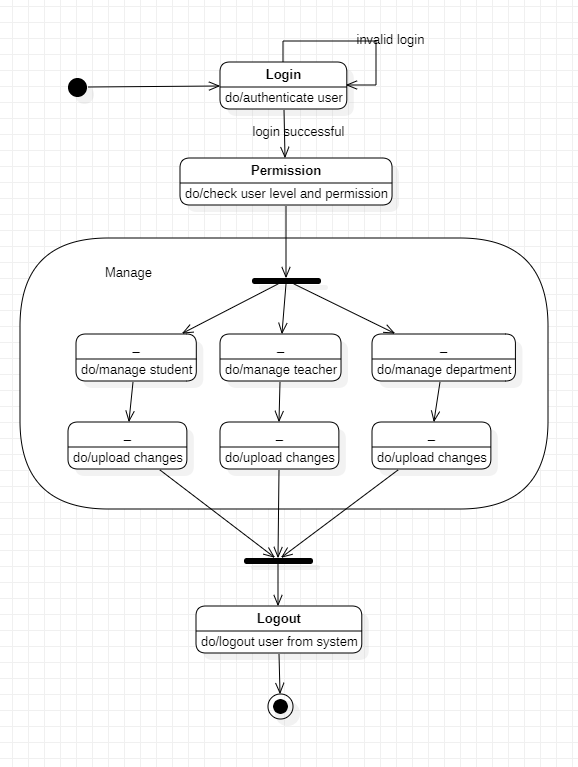 invalid login
Login
do/authenticate user
login successful
Permission
do/check user level and permission
Manage
_
_
_
do/manage student
do/manage teacher
do/manage department
_
_
_
do/upload changes
do/upload changes
do/upload changes
Logout
do/logout user from system